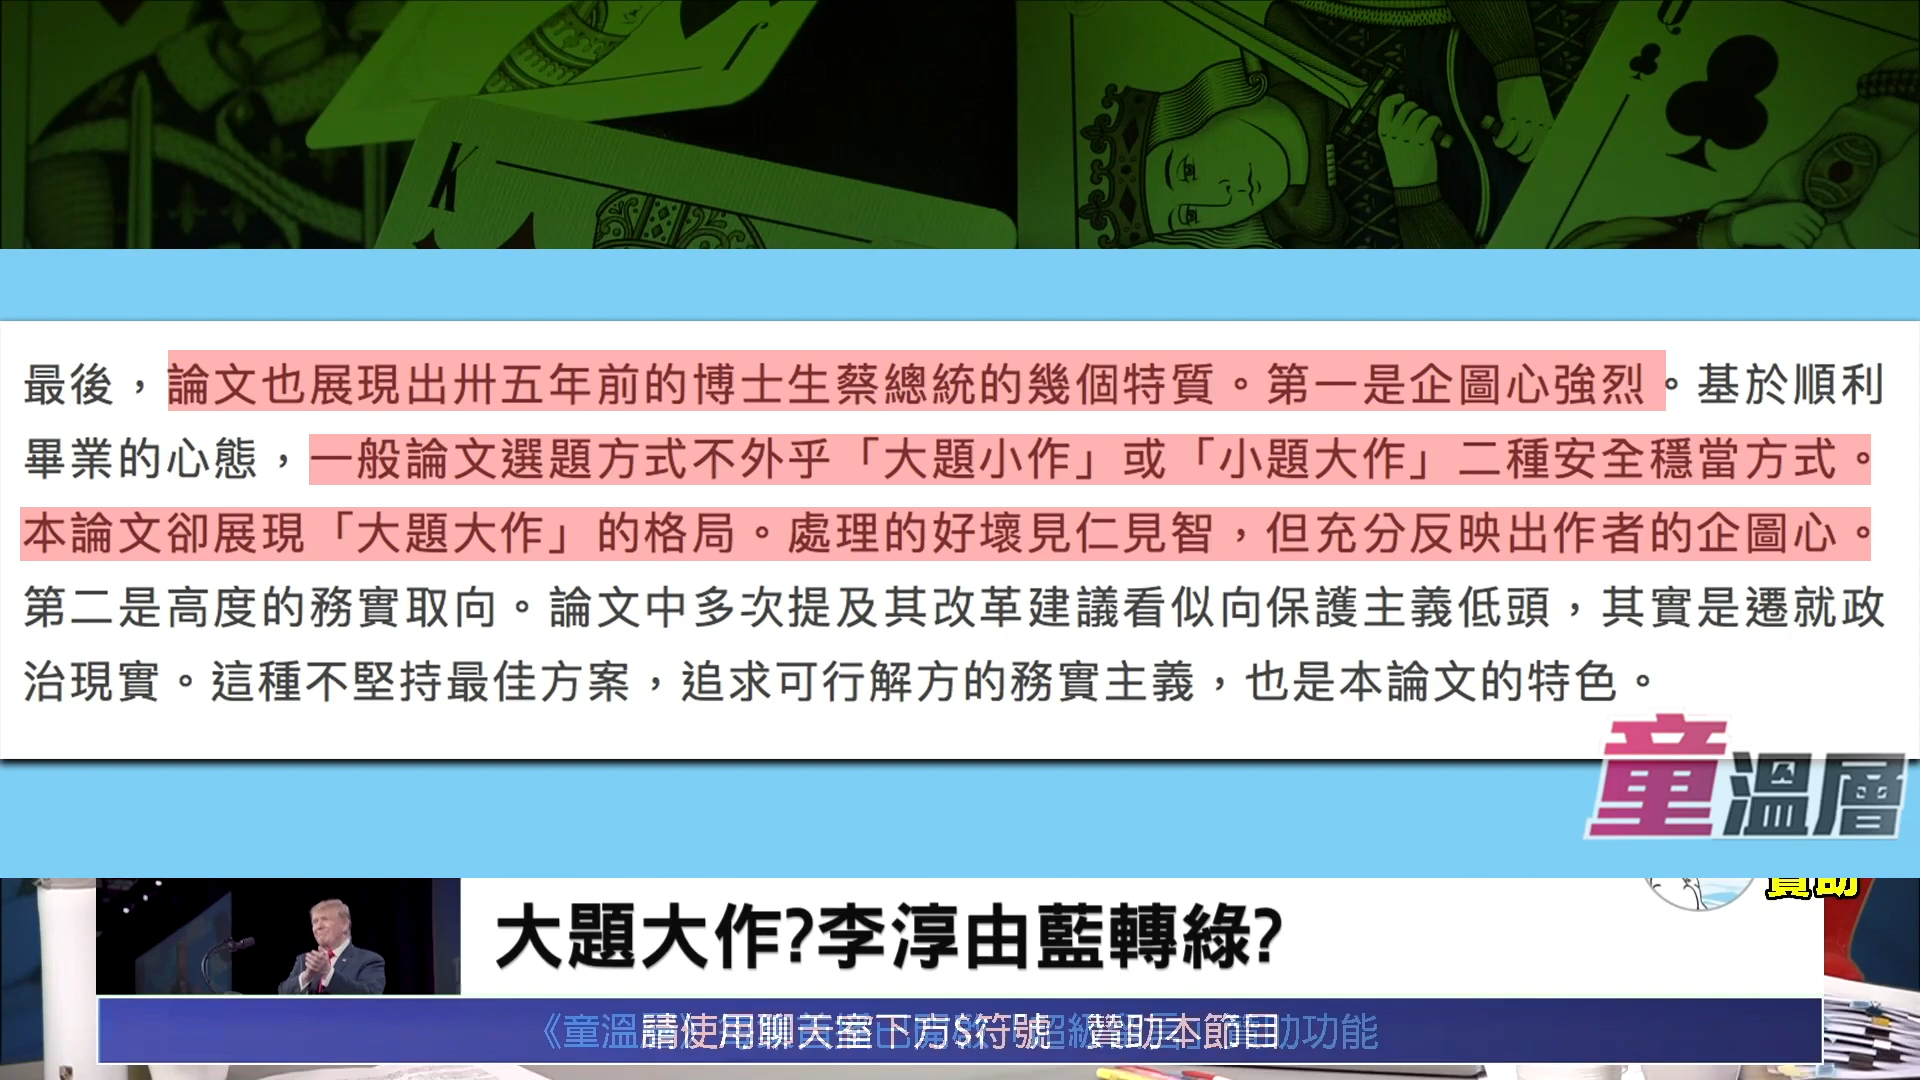 K
J
最後，論文也展現出卅五年前的博士生蔡總統的幾個特質。第一是企圖心強烈。基於順利
畢業的心態，一般論文選題方式不外乎「大題小作」或「小題大作」二種安全穩當方式。
本論文卻展現「大題大作」的格局。處理的好壞見仁見智，但充分反映出作者的企圖心。
第二是高度的務實取向。論文中多次提及其改革建議看似向保護主義低頭，其實是遷就政
治現實。這種不堅持最佳方案，追求可行解方的務實主義，也是本論文的特色。
童溫層
贊助
大題大作?李淳由藍轉綠?
請使用聊天室下方$符號 贊助本節目